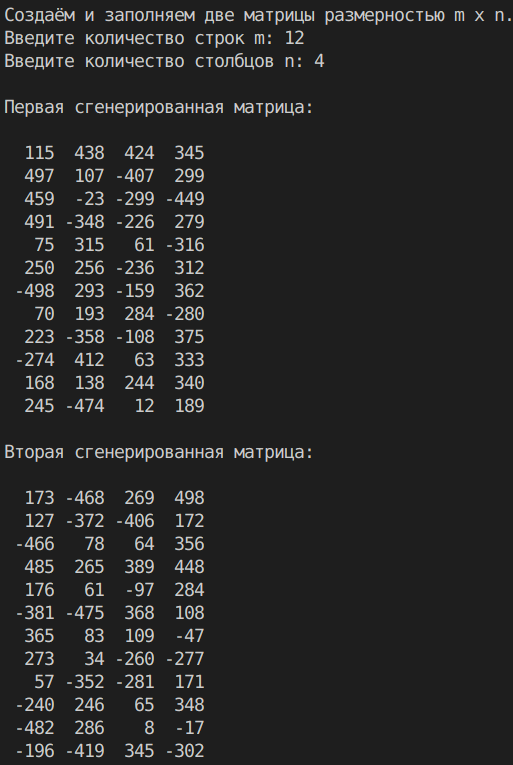 Создаём и заполняем две матрицы размерностью m x n.
Введите количество строк m: 12
Введите количество столбцов n: 4
Первая сгенерированная матрица:
115 438 424 345
497 107 -407 299
459 -23 -299 -449
491 -348 -226 279
75 315 61 -316
250 256 -236 312
-498 293 -159 362
70 193 284 -280
223 -358 -108 375
-274 412 63 333
168 138 244 340
245 -474 12 189
Вторая сгенерированная матрица:
173 -468 269 498
127 -372 -406 172
-466 78 64 356
485 265 389 448
176 61 -97 284
-381 -475 368 108
365 83 109 -47
273 34 -260 -277
57 -352 -281 171
-240 246 65 348
-482 286 8 -17
-196 -419 345 -302